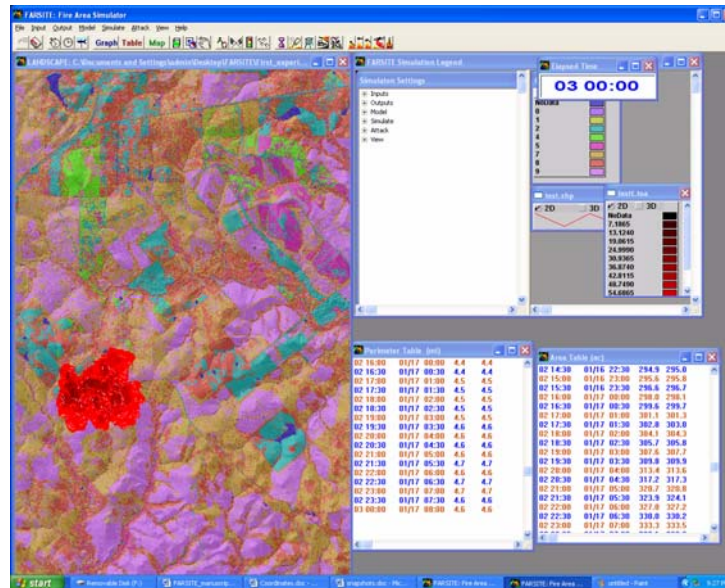 FARSITE: Fire Area Simulator
File Input Output Model Simulate Attack View Help
Graph Table Map
LANDSCAPE: C:\Documents and Settings\admin\Desktop\FARSITE\First_expert...
FARSITE Simulation Legend
Simulation Settings
Inputs
Outputs
Model
Simulate
Attack
View
Elapsed Time
03 00:00
NoData
0
1
2
4
5
7
8
9
2D 3D
2D 3D
NoData
7.1865
13.1240
19.0615
24.9990
30.9365
36.8740
42.8115
48.7490
54.6865
Perimeter Table (mi)
02 16:00 01/17 00:00 4.4 4.4
02 16:30 01/17 00:30 4.4 4.4
02 17:00 01/17 01:00 4.5 4.5
02 17:30 01/17 01:30 4.5 4.5
02 18:00 01/17 02:00 4.5 4.5
02 18:30 01/17 02:30 4.5 4.5
02 19:00 01/17 03:00 4.5 4.5
02 19:30 01/17 03:30 4.6 4.6
02 20:00 01/17 04:00 4.6 4.6
02 20:30 01/17 04:30 4.6 4.6
02 21:00 01/17 05:00 4.6 4.6
02 21:30 01/17 05:30 4.7 4.7
02 22:00 01/17 06:00 4.6 4.6
02 22:30 01/17 06:30 4.7 4.7
02 23:00 01/17 07:00 4.7 4.7
02 23:30 01/17 07:30 4.6 4.6
03 00:00 01/17 08:00 4.6 4.6
Area Table (ac)
02 14:30 01/16 22:30 294.9 295.0
02 15:00 01/16 23:00 295.6 295.8
02 15:30 01/16 23:30 296.6 296.7
02 16:00 01/17 00:00 298.0 298.1
02 16:30 01/17 00:30 299.6 299.7
02 17:00 01/17 01:00 301.1 301.3
02 17:30 01/17 01:30 302.8 303.0
02 18:00 01/17 02:00 304.1 304.3
02 18:30 01/17 02:30 305.7 305.8
02 19:00 01/17 03:00 307.6 307.7
02 19:30 01/17 03:30 309.8 309.9
02 20:00 01/17 04:00 313.4 313.6
02 20:30 01/17 04:30 317.2 317.3
02 21:00 01/17 05:00 320.7 320.8
02 21:30 01/17 05:30 323.9 324.1
02 22:00 01/17 06:00 327.0 327.2
02 22:30 01/17 06:30 330.0 330.2
02 23:00 01/17 07:00 333.3 333.5
start
Removable Disk (F:)
FARSITE_manuscrip...
Coordinates.doc - ...
snapshots.doc - Mic...
FARSITE: Fire Area ...
FARSITE: Fire Area ...
untitled - Paint